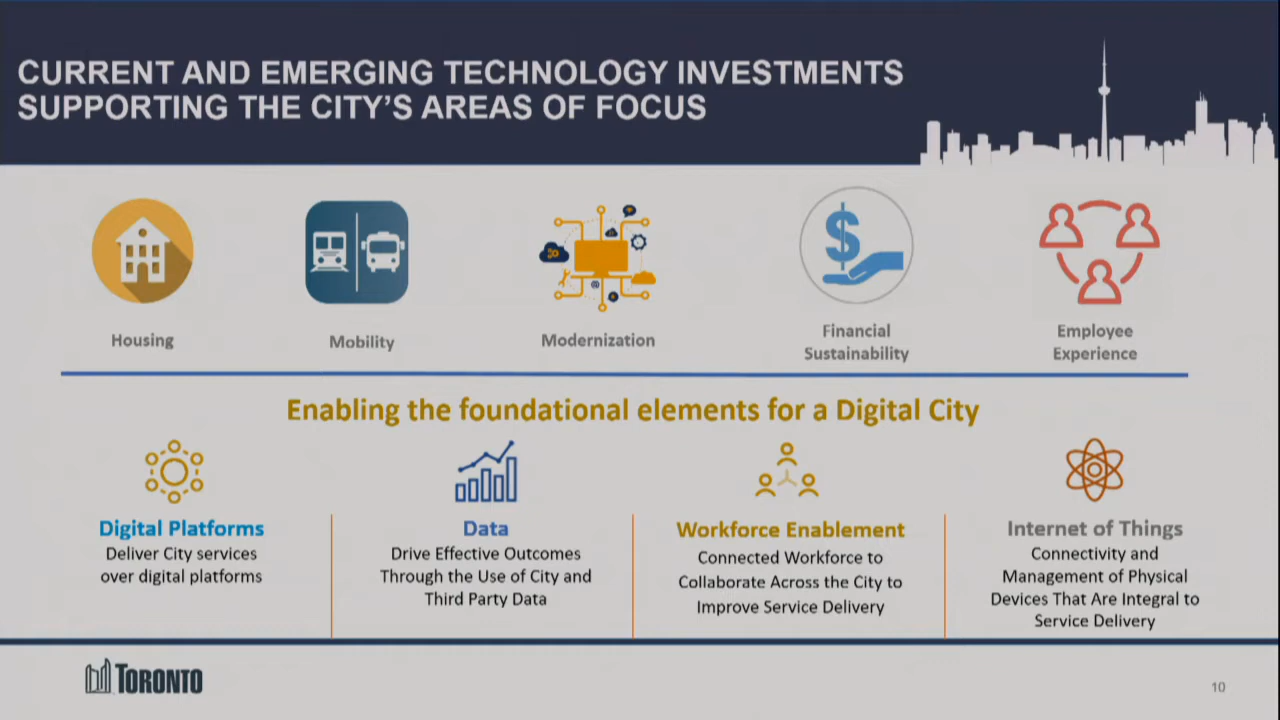 CURRENT AND EMERGING TECHNOLOGY INVESTMENTS
SUPPORTING THE CITY'S AREAS OF FOCUS
Housing
Mobility
Modernization
Financial
Sustainability
Employee
Experience
Enabling the foundational elements for a Digital City
Digital Platforms
Deliver City services
over digital platforms
Data
Drive Effective Outcomes
Through the Use of City and
Third Party Data
Workforce Enablement
Connected Workforce to
Collaborate Across the City to
Improve Service Delivery
Internet of Things
Connectivity and
Management of Physical
Devices That Are Integral to
Service Delivery
TORONTO
10